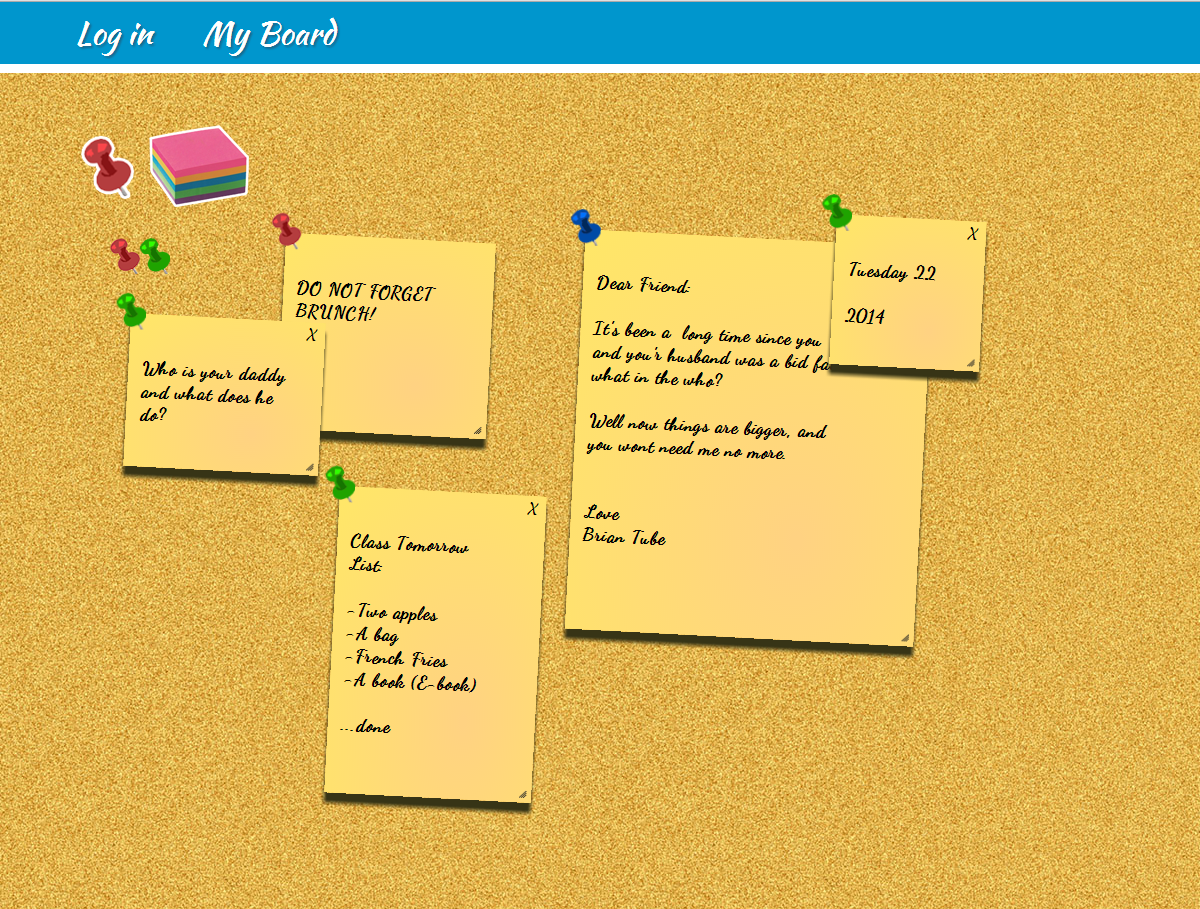 Log in
My Board
DO NOT FORGET
BRUNCH!
X
Who is your daddy
and what does he
do?
X
Class Tomorrow
List:
-Two apples
-A bag
-French Fries
-A book (E-book)
...done
Dear Friend:
It's been a long time since you
and you'r husband was a bid
what in the who?
Well now things are bigger, and
you wont need me no more.
Love
Brian Tube
X
Tuesday 22
2014